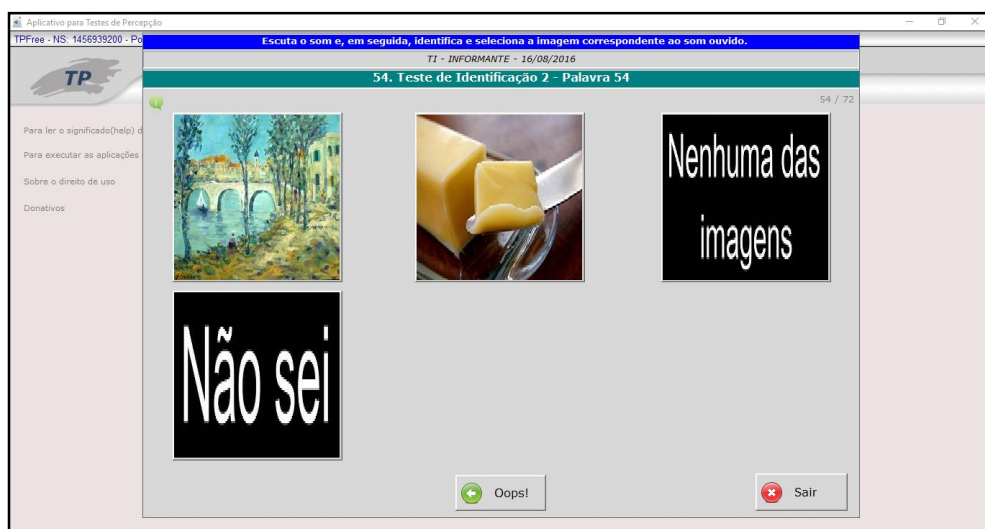 Aplicativo para Testes de Percepção
TPFree - NS: 1456939200 - Po
Escuta o som e, em seguida, identifica e seleciona a imagem correspondente ao som ouvido.
TI - INFORMANTE - 16/08/2016
TP
54. Teste de Identificação 2 - Palavra 54
54 / 72
Para ler o significado(help) d
Para executar as aplicações
Sobre o direito de uso
Donativos
Nenhuma das
imagens
Não sei
Oops!
Sair